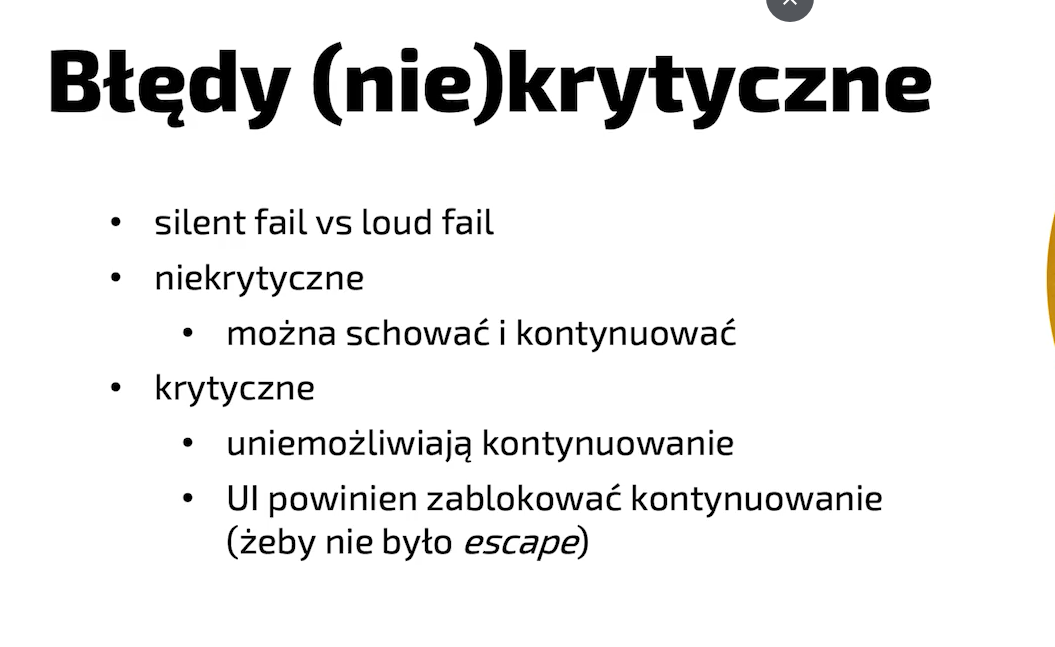 Błędy (nie)krytyczne
• silent fail vs loud fail
• niekrytyczne
• można schować i kontynuować
• krytyczne
• uniemożliwiają kontynuowanie
• UI powinien zablokować kontynuowanie
(żeby nie było escape)